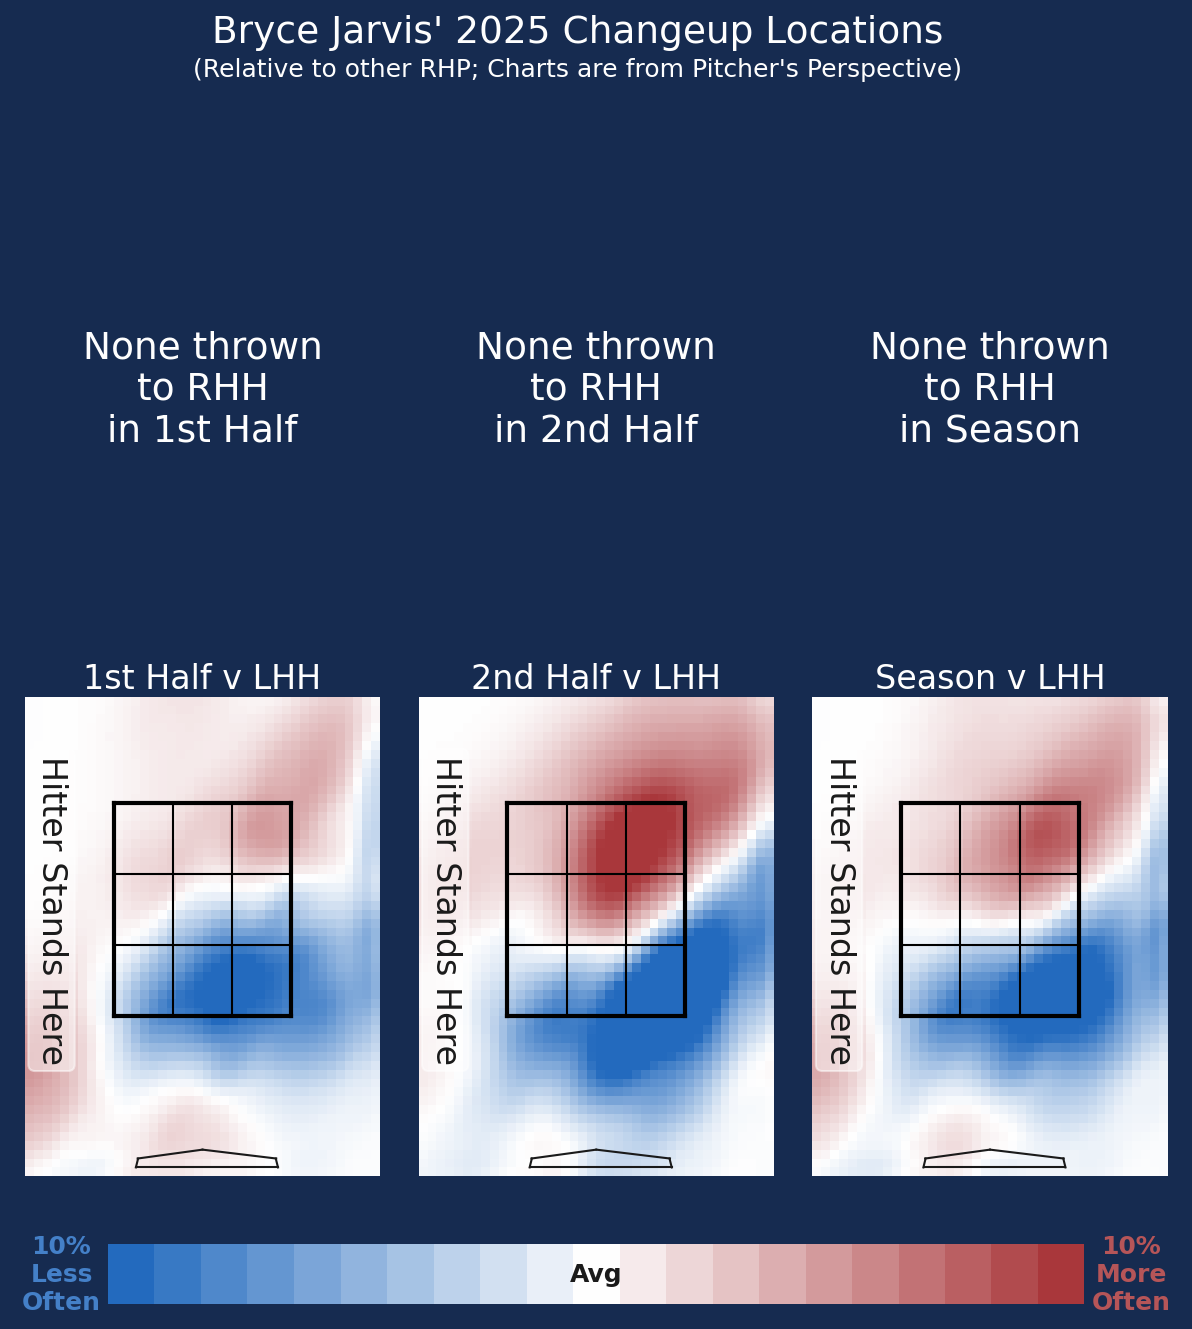 Bryce Jarvis' 2025 Changeup Locations
(Relative to other RHP; Charts are from Pitcher's Perspective)
None thrown
to RHH
in 1st Half
None thrown
to RHH
in 2nd Half
None thrown
to RHH
in Season
1st Half v LHH
2nd Half v LHH
Season v LHH
Hitter Stands Here
Hitter Stands Here
Hitter Stands Here
10%
Less
Often
Avg
10%
More
Often